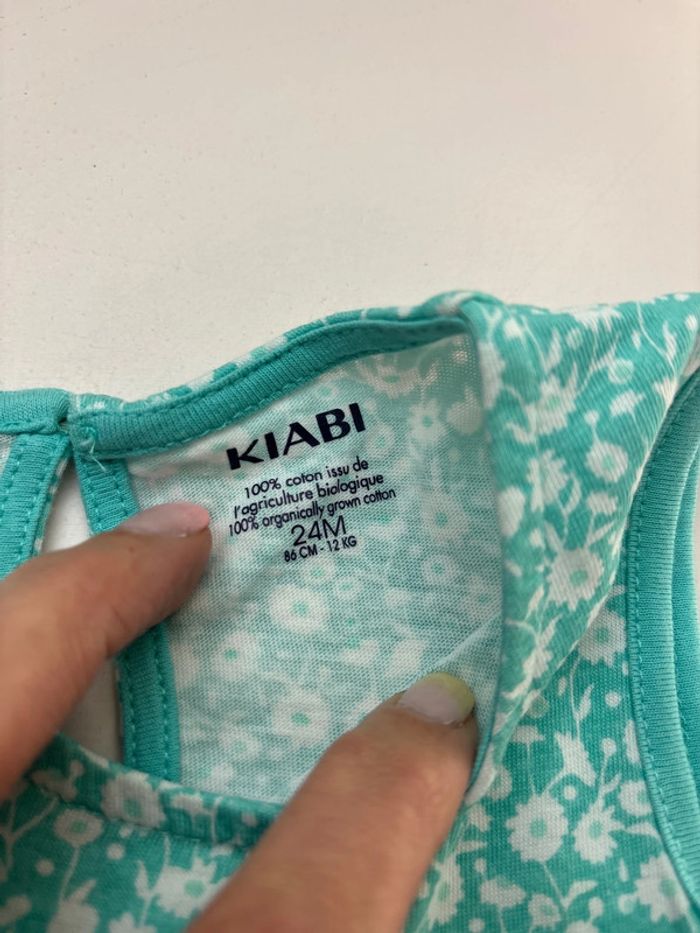 KIABI
100% coton issu de
l'agriculture biologique
100% organically grown cotton
24M
86 CM - 12 KG